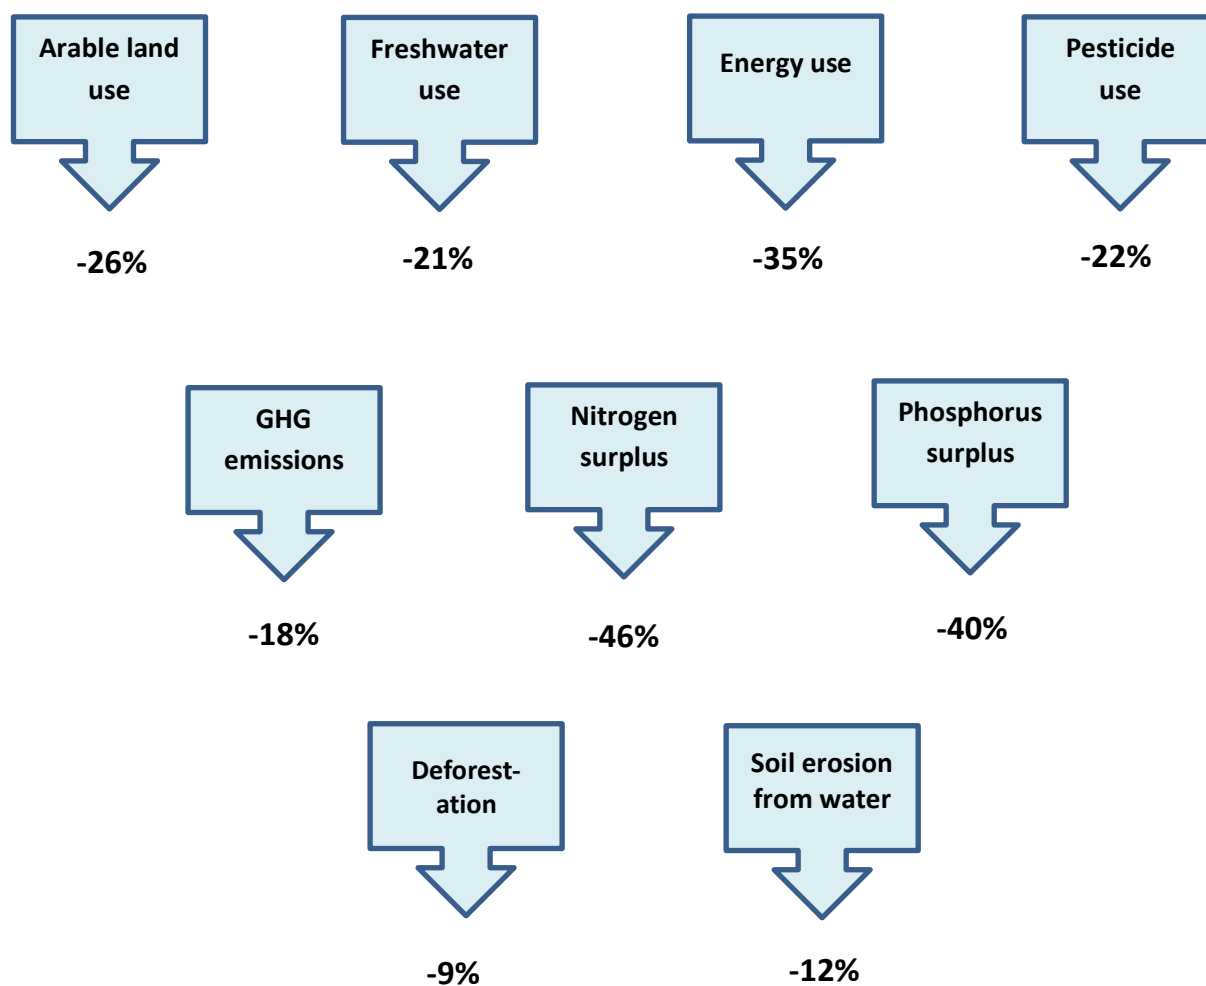 Arable land
use
Freshwater
use
Energy use
Pesticide
use
-26%
-21%
-35%
-22%
GHG
emissions
Nitrogen
surplus
Phosphorus
surplus
-18%
-46%
-40%
Deforest-
ation
Soil erosion
from water
-9%
-12%